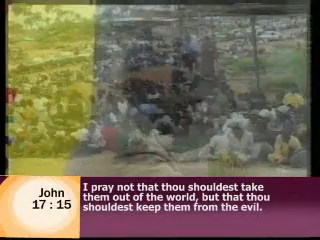 John
17 : 15
I pray not that thou shouldest take
them out of the world, but that thou
shouldest keep them from the evil.